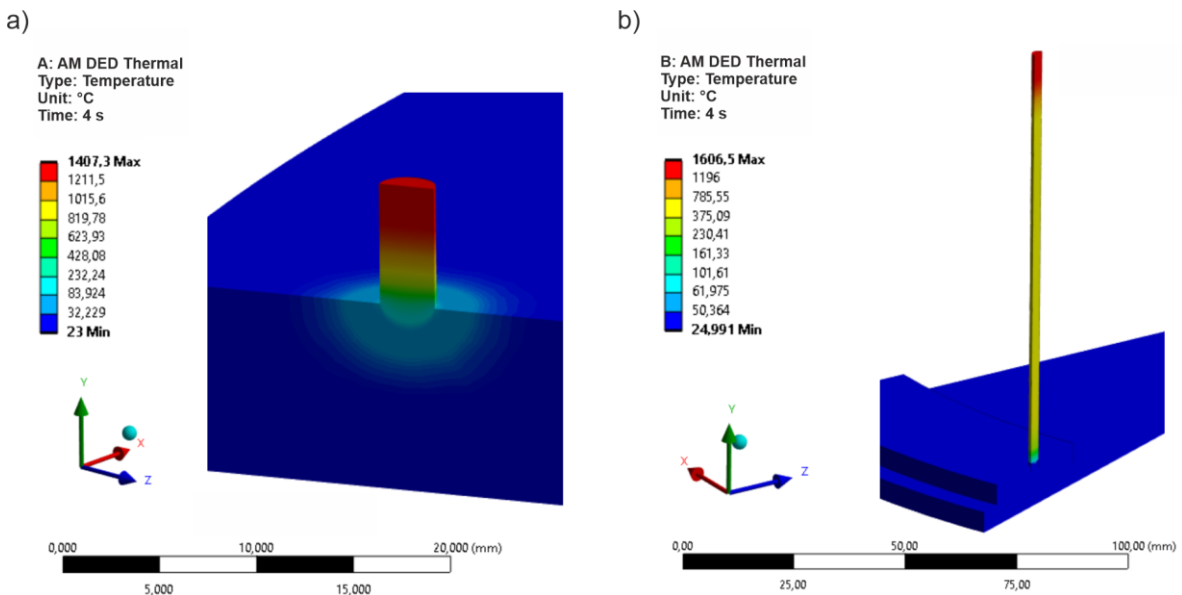 a)
A: AM DED Thermal
Type: Temperature
Unit: °C
Time: 4 s
1407,3 Max
1211,5
1015,6
819,78
623,93
428,08
232,24
83,924
32,229
23 Min
Y
X
Z
0,000 10,000 20,000 (mm)
5,000 15,000
b)
B: AM DED Thermal
Type: Temperature
Unit: °C
Time: 4 s
1606,5 Max
1196
785,55
375,09
230,41
161,33
101,61
61,975
50,364
24,991 Min
Y
X
Z
0,00 50,00 100,00 (mm)
25,00 75,00